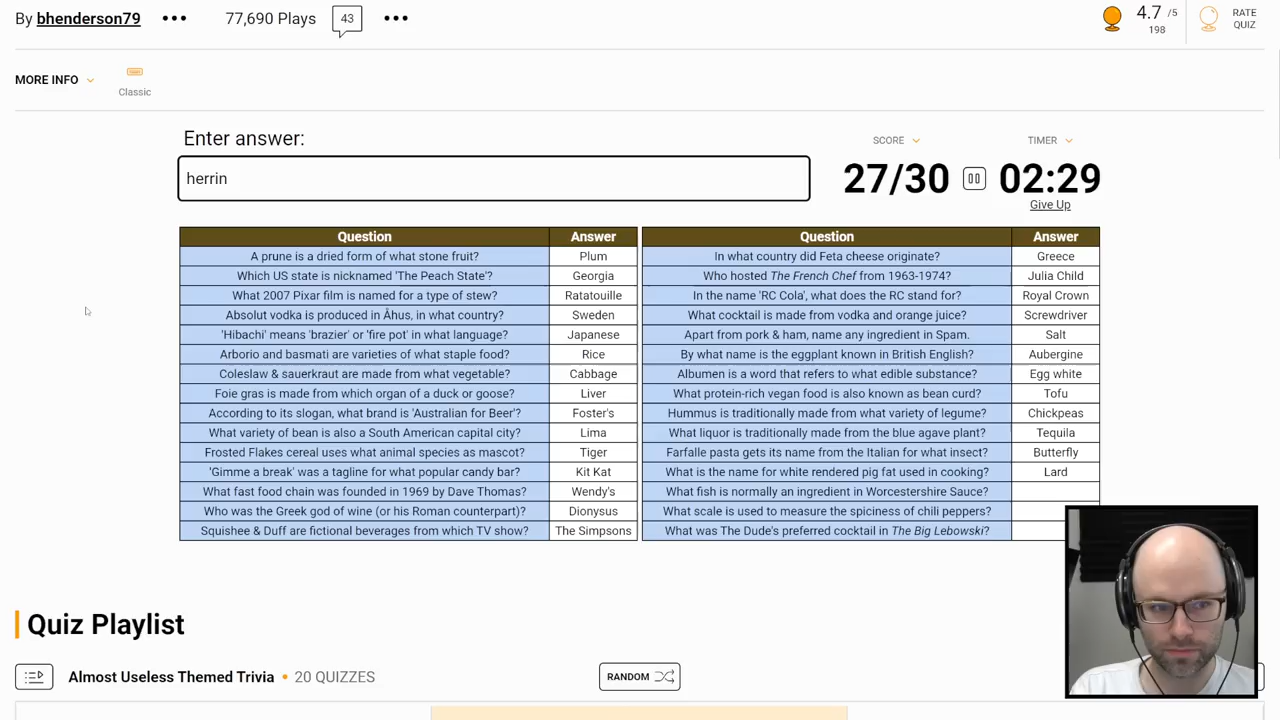 By bhenderson79 ••• 77,690 Plays 43 •••
4.7 /5
198
RATE
QUIZ
MORE INFO
Classic
Enter answer:
herrin
SCORE
27/30
TIMER
02:29
Give Up
Question Answer
A prune is a dried form of what stone fruit? Plum
Which US state is nicknamed 'The Peach State'? Georgia
What 2007 Pixar film is named for a type of stew? Ratatouille
Absolut vodka is produced in Åhus, in what country? Sweden
'Hibachi' means 'brazier' or 'fire pot' in what language? Japanese
Arborio and basmati are varieties of what staple food? Rice
Coleslaw & sauerkraut are made from what vegetable? Cabbage
Foie gras is made from which organ of a duck or goose? Liver
According to its slogan, what brand is 'Australian for Beer'? Foster's
What variety of bean is also a South American capital city? Lima
Frosted Flakes cereal uses what animal species as mascot? Tiger
'Gimme a break' was a tagline for what popular candy bar? Kit Kat
What fast food chain was founded in 1969 by Dave Thomas? Wendy's
Who was the Greek god of wine (or his Roman counterpart)? Dionysus
Squishee & Duff are fictional beverages from which TV show? The Simpsons
Question Answer
In what country did Feta cheese originate? Greece
Who hosted The French Chef from 1963-1974? Julia Child
In the name 'RC Cola', what does the RC stand for? Royal Crown
What cocktail is made from vodka and orange juice? Screwdriver
Apart from pork & ham, name any ingredient in Spam. Salt
By what name is the eggplant known in British English? Aubergine
Albumen is a word that refers to what edible substance? Egg white
What protein-rich vegan food is also known as bean curd? Tofu
Hummus is traditionally made from what variety of legume? Chickpeas
What liquor is traditionally made from the blue agave plant? Tequila
Farfalle pasta gets its name from the Italian for what insect? Butterfly
What is the name for white rendered pig fat used in cooking? Lard
What fish is normally an ingredient in Worcestershire Sauce?
What scale is used to measure the spiciness of chili peppers?
What was The Dude's preferred cocktail in The Big Lebowski?
Quiz Playlist
Almost Useless Themed Trivia • 20 QUIZZES
RANDOM